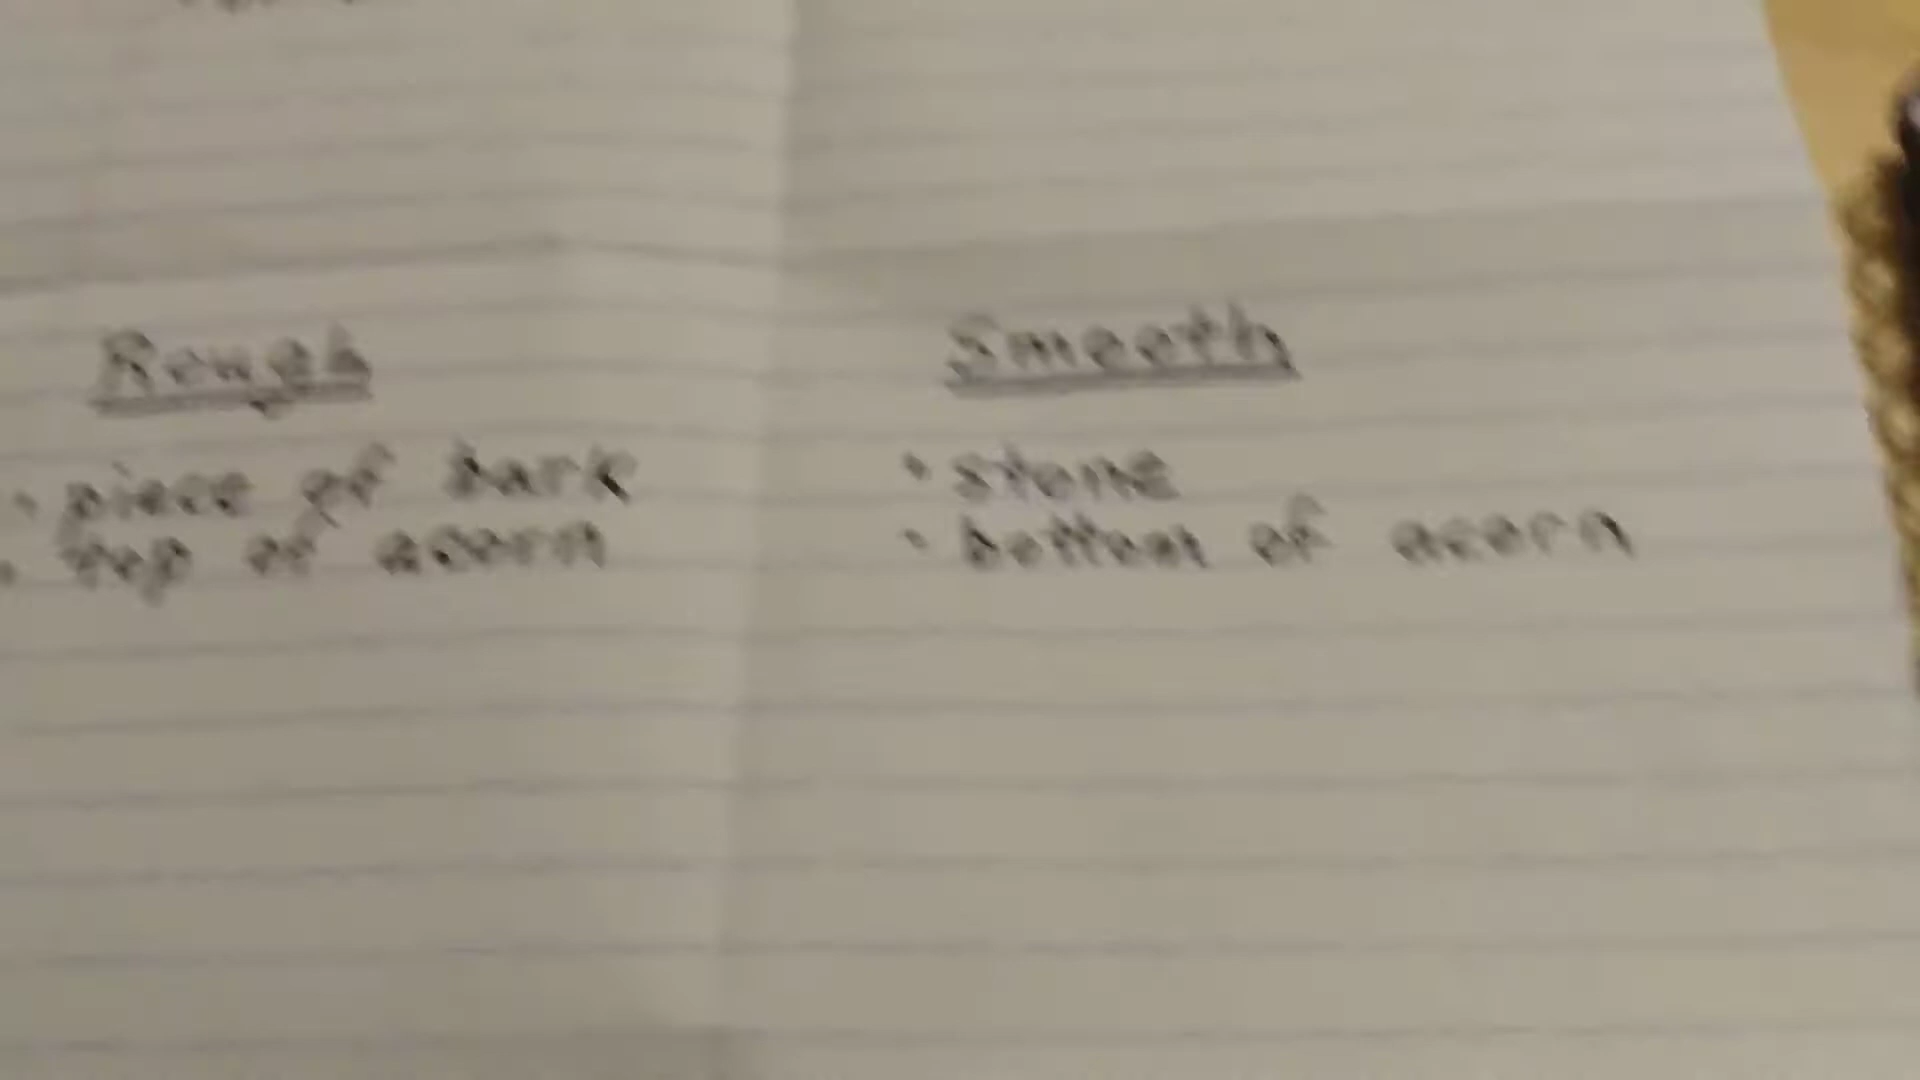 Rough
Smooth
• piece of bark
• top of acorn
• stone
• bottom of acorn